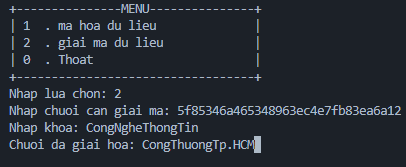 +---------------MENU---------------+
| 1 . ma hoa du lieu |
| 2 . giai ma du lieu |
| 0 . Thoat |
+----------------------------------+
Nhap lua chon: 2
Nhap chuoi can giai ma: 5f85346a465348963ec4e7fb83ea6a12
Nhap khoa: CongNgheThongTin
Chuoi da giai hoa: CongThuongTp.HCM